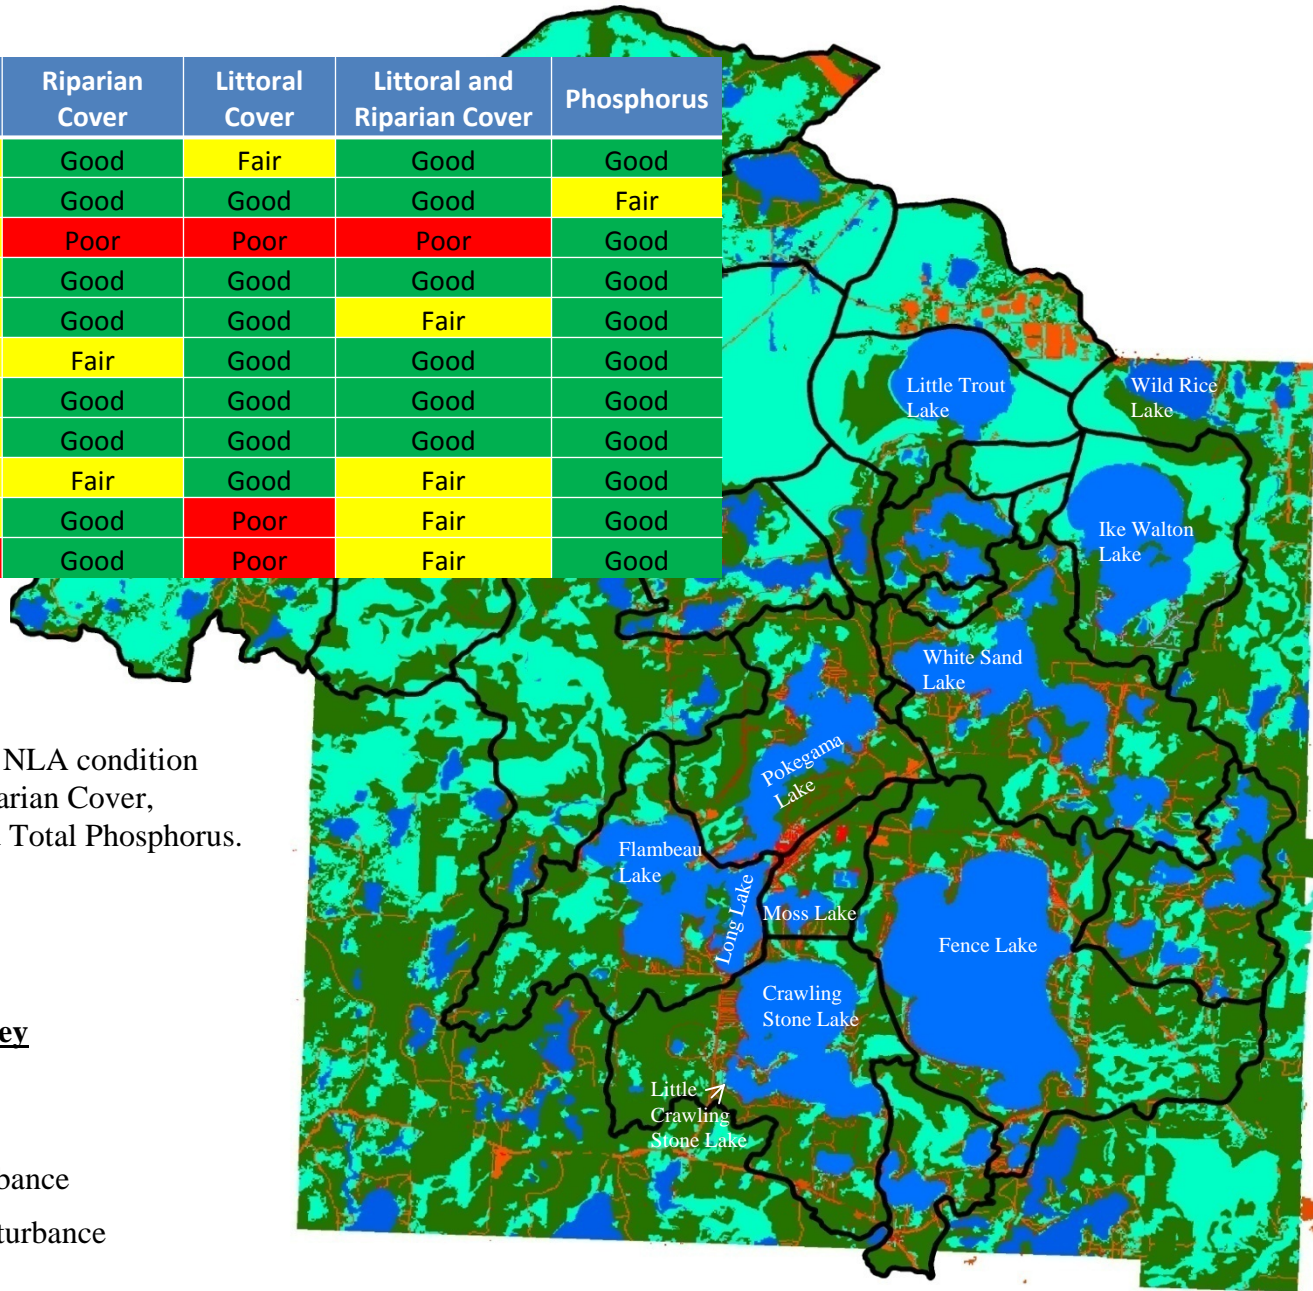 Riparian Cover Littoral Cover Littoral and Riparian Cover Phosphorus
Good Fair Good Good
Good Good Good Fair
Poor Poor Poor Good
Good Good Good Good
Good Good Fair Good
Fair Good Good Good
Good Good Good Good
Good Good Good Good
Fair Good Fair Good
Good Poor Fair Good
Good Poor Fair Good
Little Trout
Lake
Wild Rice
Lake
Ike Walton
Lake
White Sand
Lake
Pokegama
Lake
Flambeau
Lake
Long Lake
Moss Lake
Fence Lake
Crawling
Stone Lake
Little
Crawling
Stone Lake
NLA condition
arian Cover,
Total Phosphorus.
ey
bance
turbance